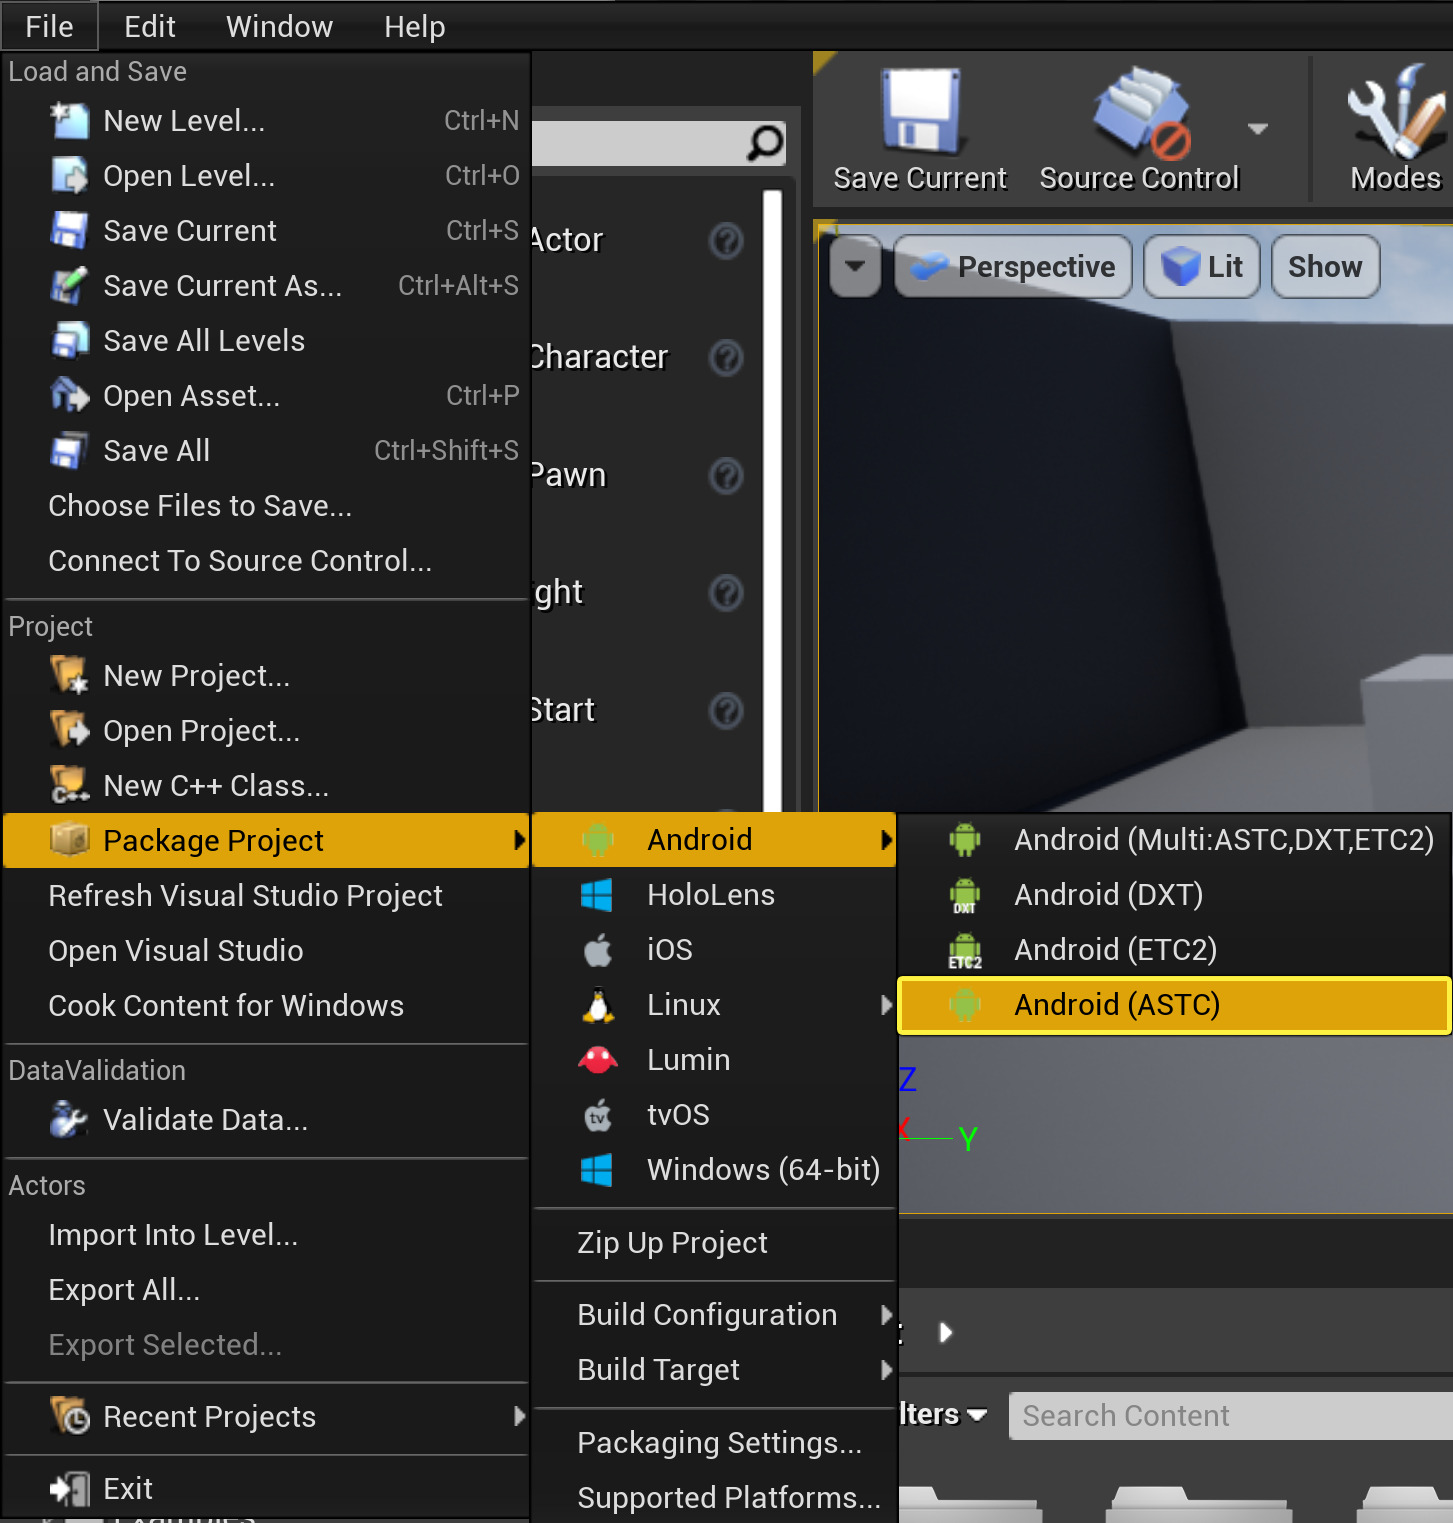 File Edit Window Help
Load and Save
New Level... Ctrl+N
Open Level... Ctrl+O
Save Current Ctrl+S
Save Current As... Ctrl+Alt+S
Save All Levels
Open Asset... Ctrl+P
Save All Ctrl+Shift+S
Choose Files to Save...
Connect To Source Control...
Project
New Project...
Open Project...
C++ New C++ Class...
Package Project
Refresh Visual Studio Project
Open Visual Studio
Cook Content for Windows
DataValidation
Validate Data...
Actors
Import Into Level...
Export All...
Export Selected...
Recent Projects
Exit
Actor
Character
Pawn
ght
Start
Android
HoloLens
iOS
Linux
Lumin
tv tvOS
Windows (64-bit)
Zip Up Project
Build Configuration
Build Target
Packaging Settings...
Supported Platforms...
Android (Multi:ASTC,DXT,ETC2)
DXT Android (DXT)
ETC2 Android (ETC2)
Android (ASTC)
Save Current Source Control Modes
Perspective Lit Show
Z
X Y
lters Search Content